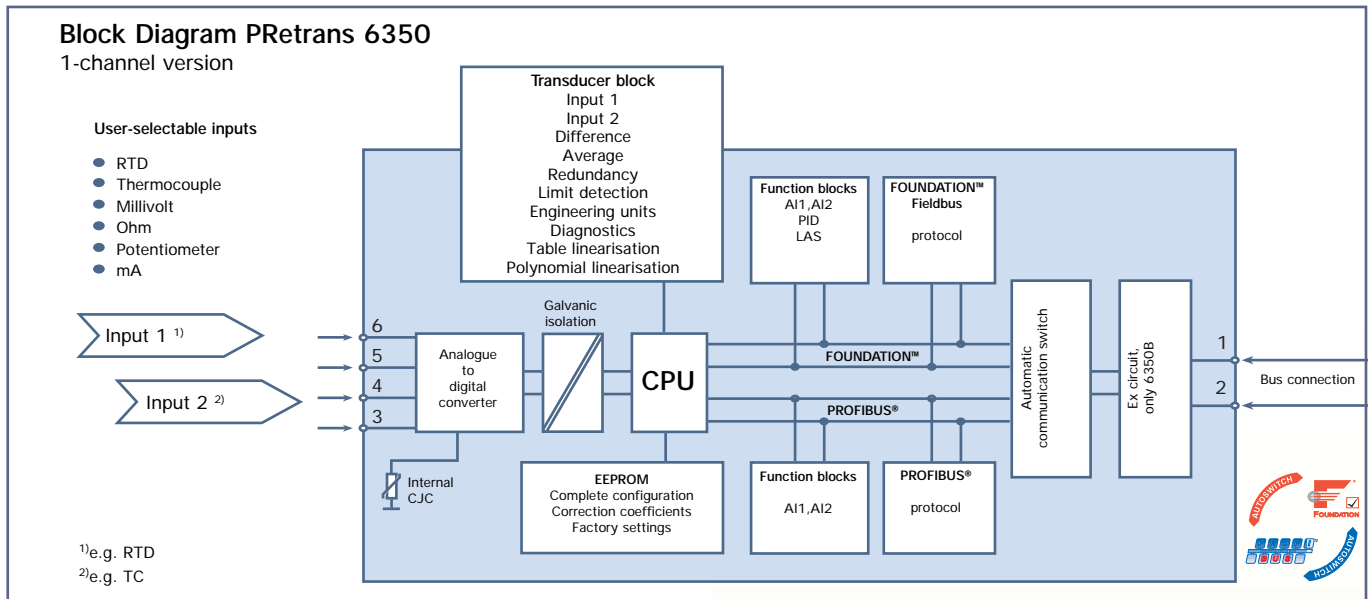 Block Diagram PRetrans 6350
1-channel version
User-selectable inputs
RTD
Thermocouple
Millivolt
Ohm
Potentiometer
mA
Input 1 1)
Input 2 2)
1)e.g. RTD
2)e.g. TC
Transducer block
Input 1
Input 2
Difference
Average
Redundancy
Limit detection
Engineering units
Diagnostics
Table linearisation
Polynomial linearisation
6
5
4
3
Analogue
to
digital
converter
Internal
CJC
Galvanic
isolation
CPU
EEPROM
Complete configuration
Correction coefficients
Factory settings
Function blocks
AI1,AI2
PID
LAS
FOUNDATION™
Fieldbus
protocol
FOUNDATION™
PROFIBUS®
Function blocks
AI1,AI2
PROFIBUS®
protocol
Automatic
communication switch
Ex circuit,
only 6350B
1
2
Bus connection
AUTOSWITCH
FOUNDATION
BUS
AUTOSWITCH